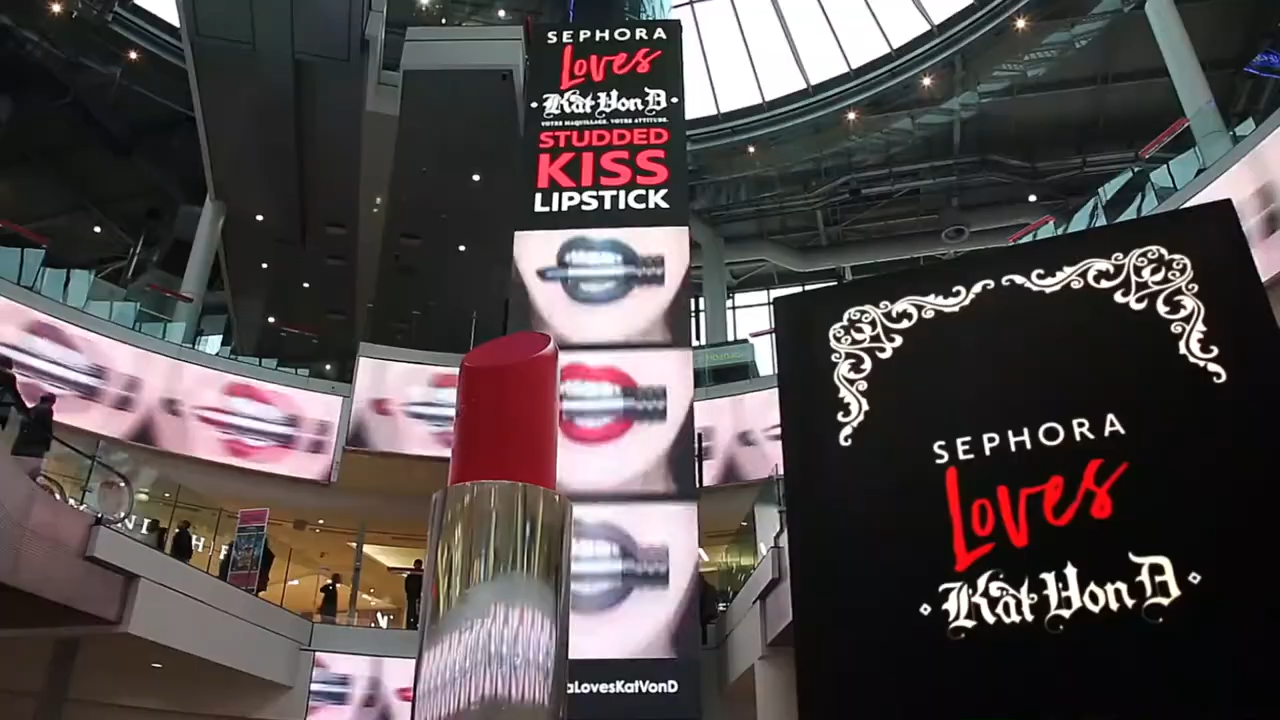 SEPHORA
Loves
Kat Von D
VOTRE MAQUILLAGE. VOTRE ATTITUDE.
STUDDED
KISS
LIPSTICK
aLovesKatVonD
SEPHORA
Loves
Kat Von D